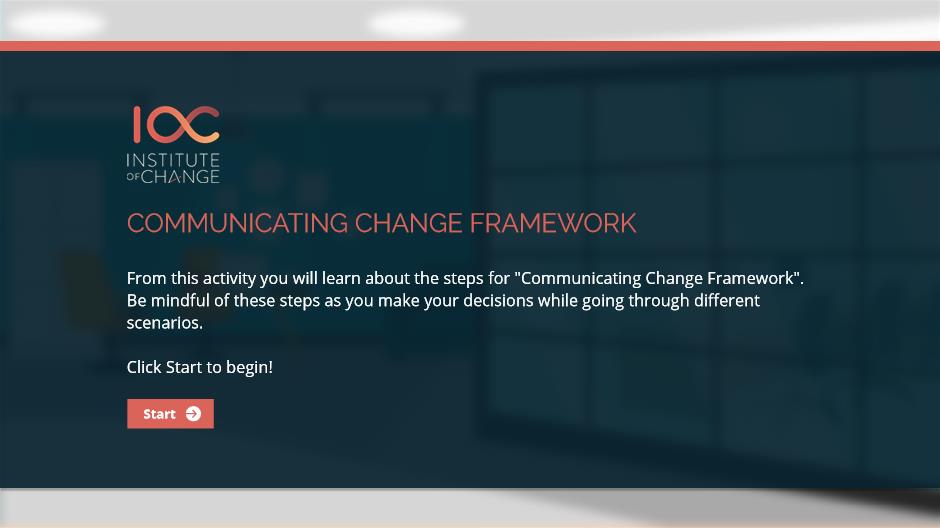 IOC
INSTITUTE
OF CHANGE
COMMUNICATING CHANGE FRAMEWORK
From this activity you will learn about the steps for "Communicating Change Framework".
Be mindful of these steps as you make your decisions while going through different
scenarios.
Click Start to begin!
Start